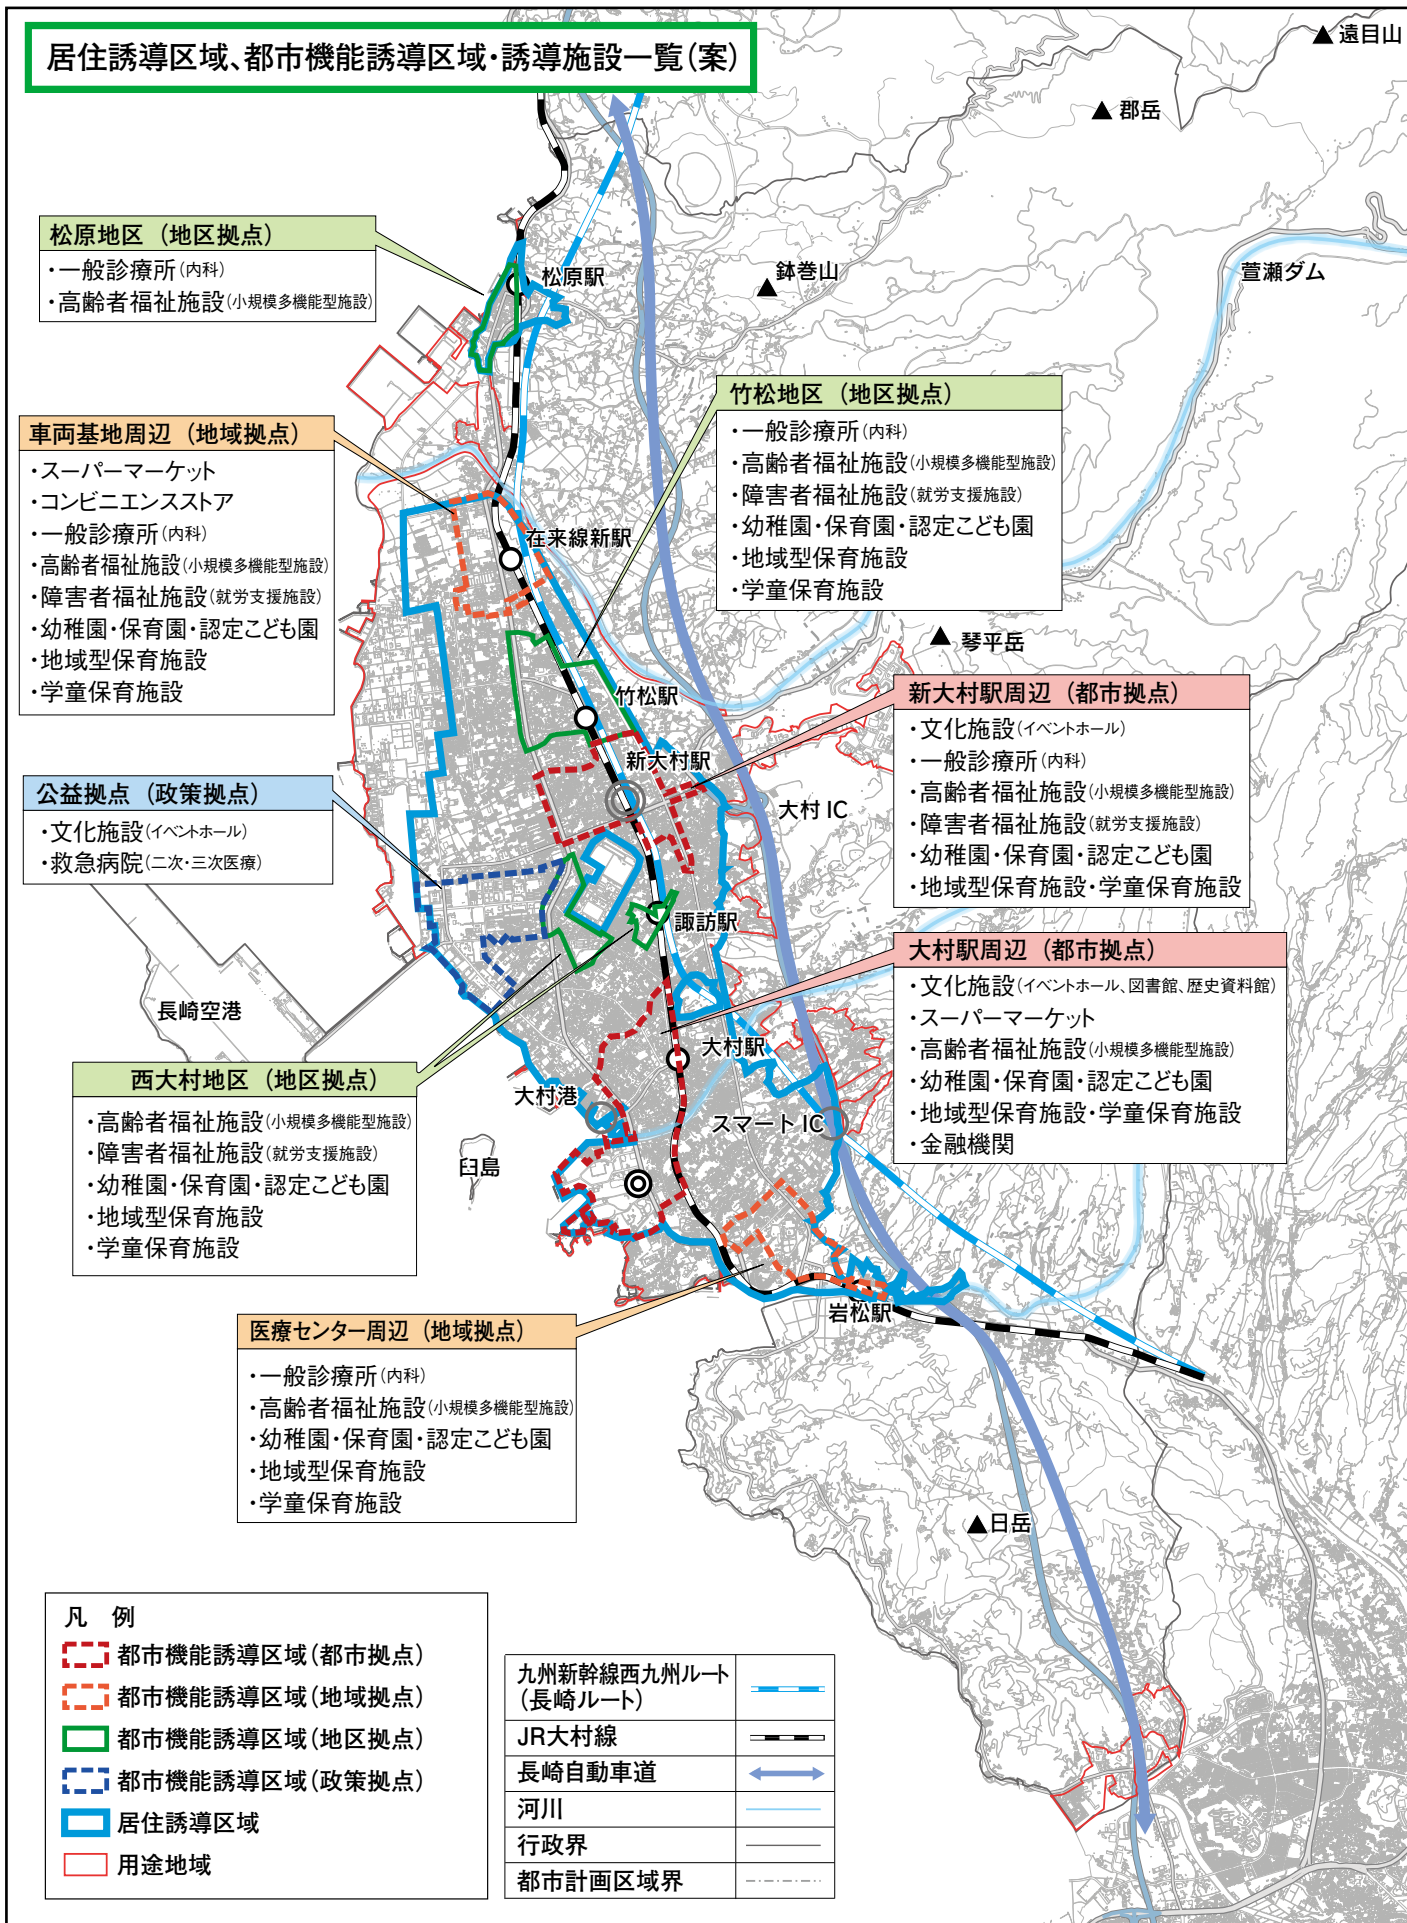 居住誘導区域、都市機能誘導区域・誘導施設一覧(案)
遠目山
郡岳
松原地区（地区拠点）
・一般診療所(内科)
・高齢者福祉施設(小規模多機能型施設)
松原駅
鉢巻山
萱瀬ダム
竹松地区（地区拠点）
・一般診療所(内科)
・高齢者福祉施設(小規模多機能型施設)
・障害者福祉施設(就労支援施設)
・幼稚園・保育園・認定こども園
・地域型保育施設
・学童保育施設
車両基地周辺（地域拠点）
・スーパーマーケット
・コンビニエンスストア
・一般診療所(内科)
・高齢者福祉施設(小規模多機能型施設)
・障害者福祉施設(就労支援施設)
・幼稚園・保育園・認定こども園
・地域型保育施設
・学童保育施設
在来線新駅
琴平岳
竹松駅
新大村駅
新大村駅周辺（都市拠点）
・文化施設(イベントホール)
・一般診療所(内科)
・高齢者福祉施設(小規模多機能型施設)
・障害者福祉施設(就労支援施設)
・幼稚園・保育園・認定こども園
・地域型保育施設・学童保育施設
公益拠点（政策拠点）
・文化施設(イベントホール)
・救急病院(二次・三次医療)
大村 IC
諏訪駅
大村駅周辺（都市拠点）
・文化施設(イベントホール、図書館、歴史資料館)
・スーパーマーケット
・高齢者福祉施設(小規模多機能型施設)
・幼稚園・保育園・認定こども園
・地域型保育施設・学童保育施設
・金融機関
長崎空港
大村駅
西大村地区（地区拠点）
・高齢者福祉施設(小規模多機能型施設)
・障害者福祉施設(就労支援施設)
・幼稚園・保育園・認定こども園
・地域型保育施設
・学童保育施設
大村港
スマート IC
臼島
岩松駅
医療センター周辺（地域拠点）
・一般診療所(内科)
・高齢者福祉施設(小規模多機能型施設)
・幼稚園・保育園・認定こども園
・地域型保育施設
・学童保育施設
日岳
凡　例
都市機能誘導区域(都市拠点)
都市機能誘導区域(地域拠点)
都市機能誘導区域(地区拠点)
都市機能誘導区域(政策拠点)
居住誘導区域
用途地域
九州新幹線西九州ルート
(長崎ルート)
JR大村線
長崎自動車道
河川
行政界
都市計画区域界